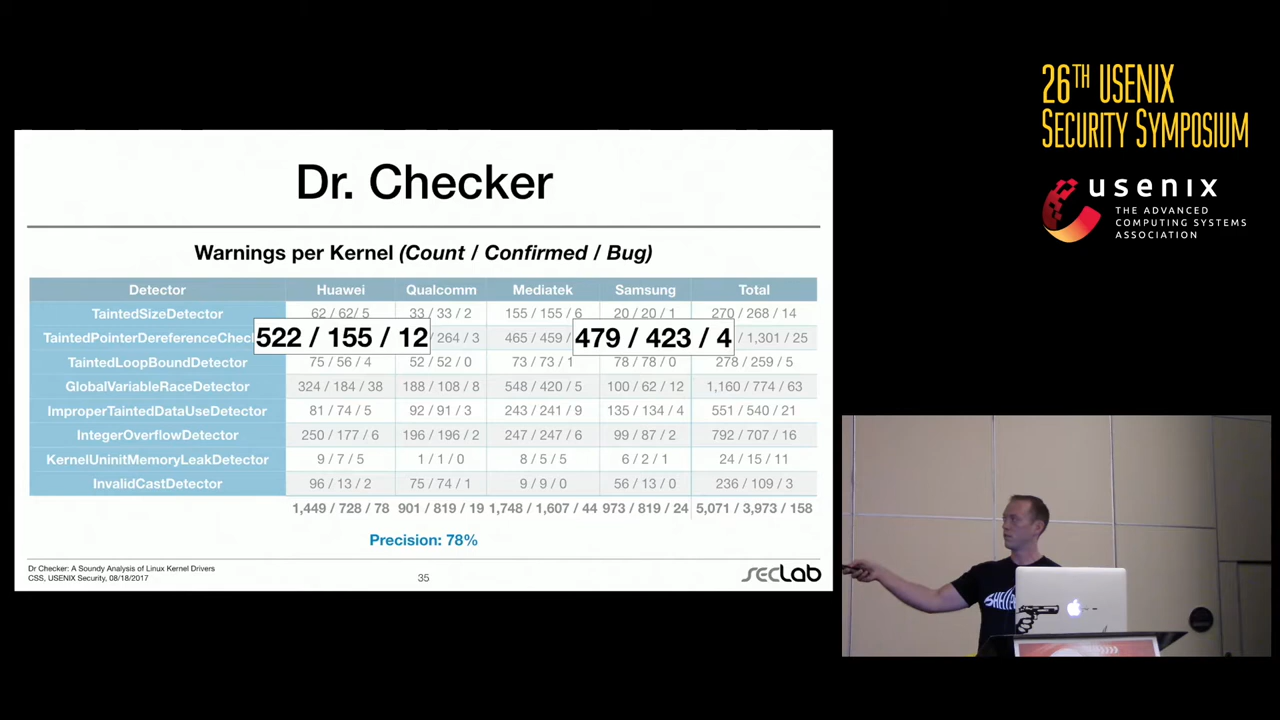 26TH USENIX
SECURITY SYMPOSIUM
usenix
THE ADVANCED
COMPUTING SYSTEMS
ASSOCIATION
Dr. Checker
Warnings per Kernel (Count / Confirmed / Bug)
Detector Huawei Qualcomm Mediatek Samsung Total
TaintedSizeDetector 62 / 62/ 5 33 / 33 / 2 155 / 155 / 6 20 / 20 / 1 270 / 268 / 14
522 / 155 / 12 / 264 / 3 465 / 459 / 479 / 423 / 4 / 1,301 / 25
TaintedLoopBoundDetector 75 / 56 / 4 52 / 52 / 0 73 / 73 / 1 78 / 78 / 0 278 / 259 / 5
GlobalVariableRaceDetector 324 / 184 / 38 188 / 108 / 8 548 / 420 / 5 100 / 62 / 12 1,160 / 774 / 63
ImproperTaintedDataUseDetector 81 / 74 / 5 92 / 91 / 3 243 / 241 / 9 135 / 134 / 4 551 / 540 / 21
IntegerOverflowDetector 250 / 177 / 6 196 / 196 / 2 247 / 247 / 6 99 / 87 / 2 792 / 707 / 16
KernelUninitMemoryLeakDetector 9 / 7 / 5 1 / 1 / 0 8 / 5 / 5 6 / 2 / 1 24 / 15 / 11
InvalidCastDetector 96 / 13 / 2 75 / 74 / 1 9 / 9 / 0 56 / 13 / 0 236 / 109 / 3
1,449 / 728 / 78 901 / 819 / 19 1,748 / 1,607 / 44 973 / 819 / 24 5,071 / 3,973 / 158
Precision: 78%
Dr Checker: A Soundy Analysis of Linux Kernel Drivers
CSS, USENIX Security, 08/18/2017
35
secLab